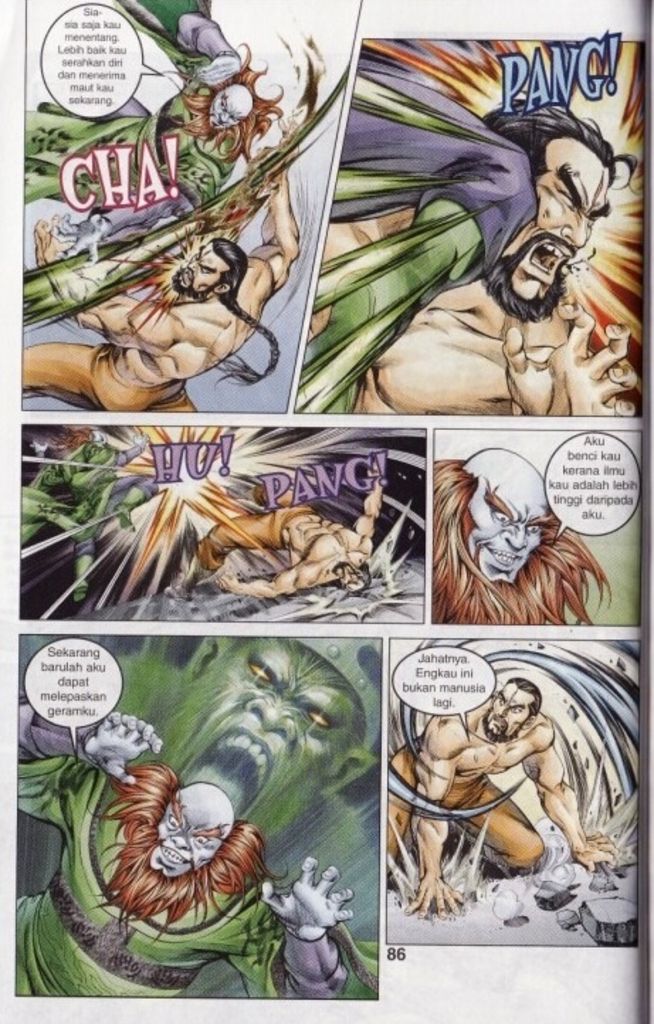 Sia-
sia saja kau
menentang.
Lebih baik kau
serahkan diri
dan menerima
maut kau
sekarang.
CHA!
PANG!
HU!
PANG!
Aku
benci kau
kerana ilmu
kau adalah lebih
tinggi daripada
aku.
Sekarang
barulah aku
dapat
melepaskan
geramku.
Jahatnya.
Engkau ini
bukan manusia
lagi.
86